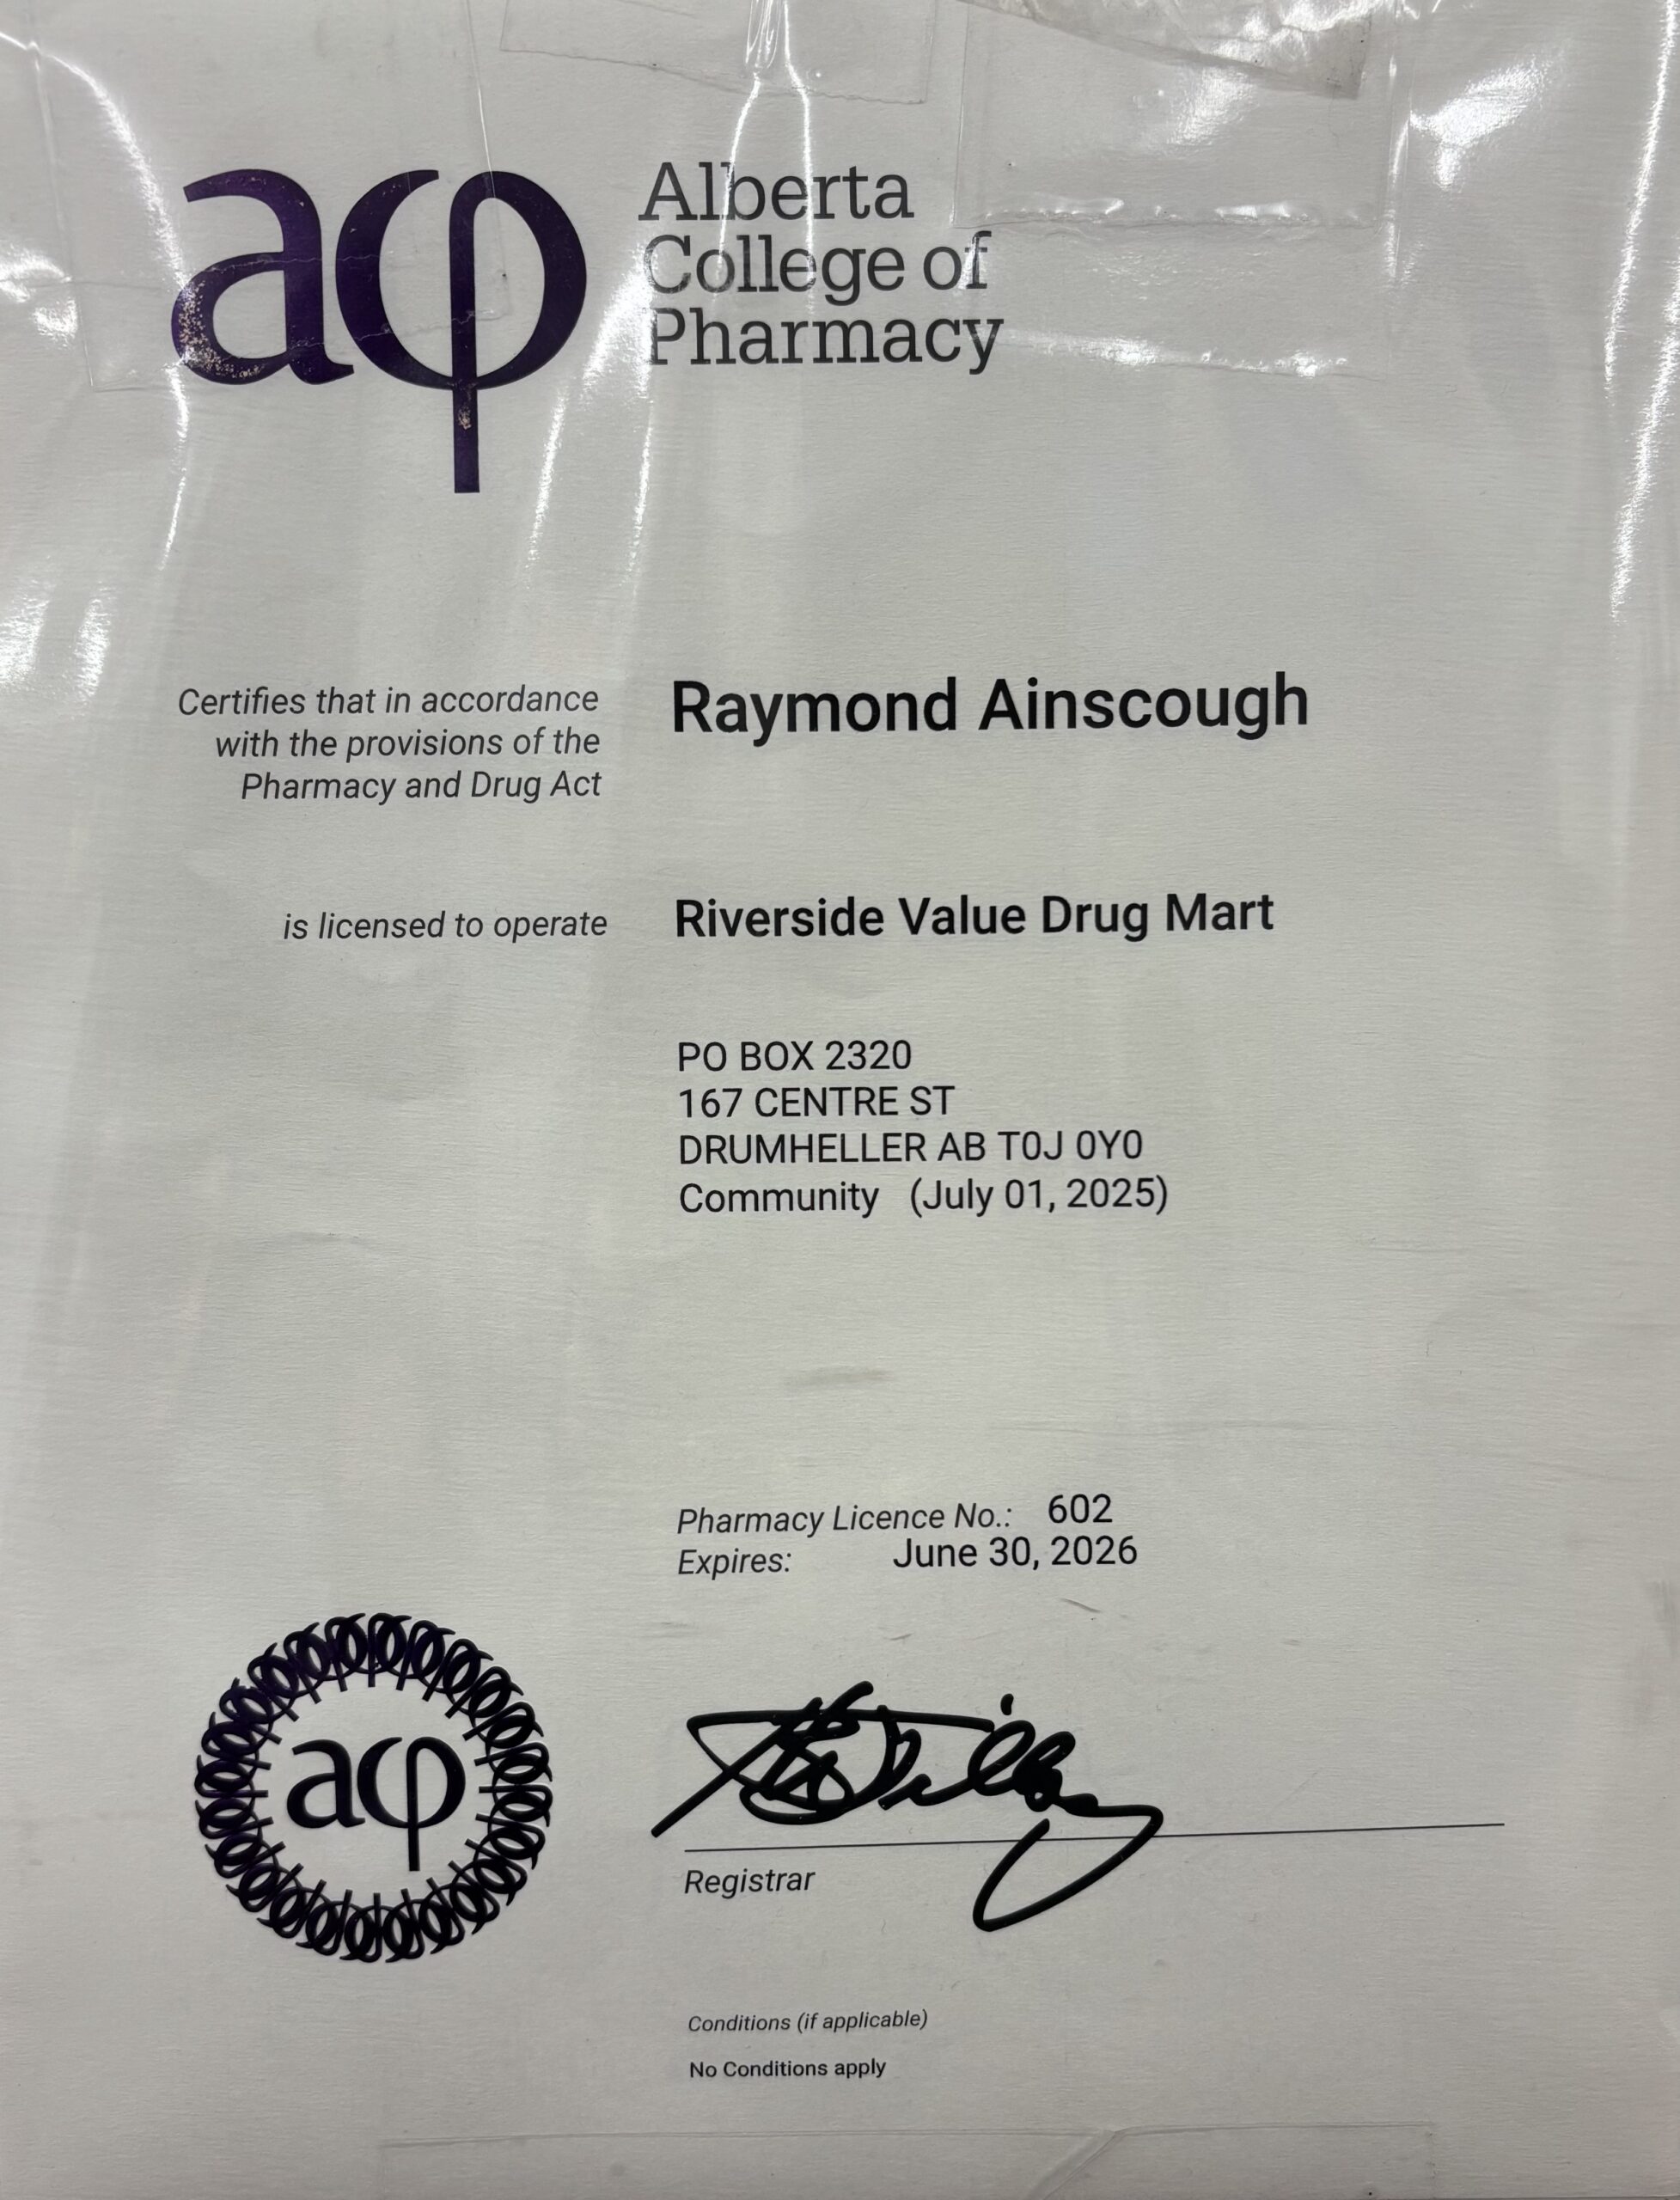 aφ
Alberta
College of
Pharmacy
Certifies that in accordance
with the provisions of the
Pharmacy and Drug Act
Raymond Ainscough
is licensed to operate
Riverside Value Drug Mart
PO BOX 2320
167 CENTRE ST
DRUMHELLER AB T0J 0Y0
Community (July 01, 2025)
Pharmacy Licence No.: 602
Expires: June 30, 2026
aφ
Registrar
Conditions (if applicable)
No Conditions apply